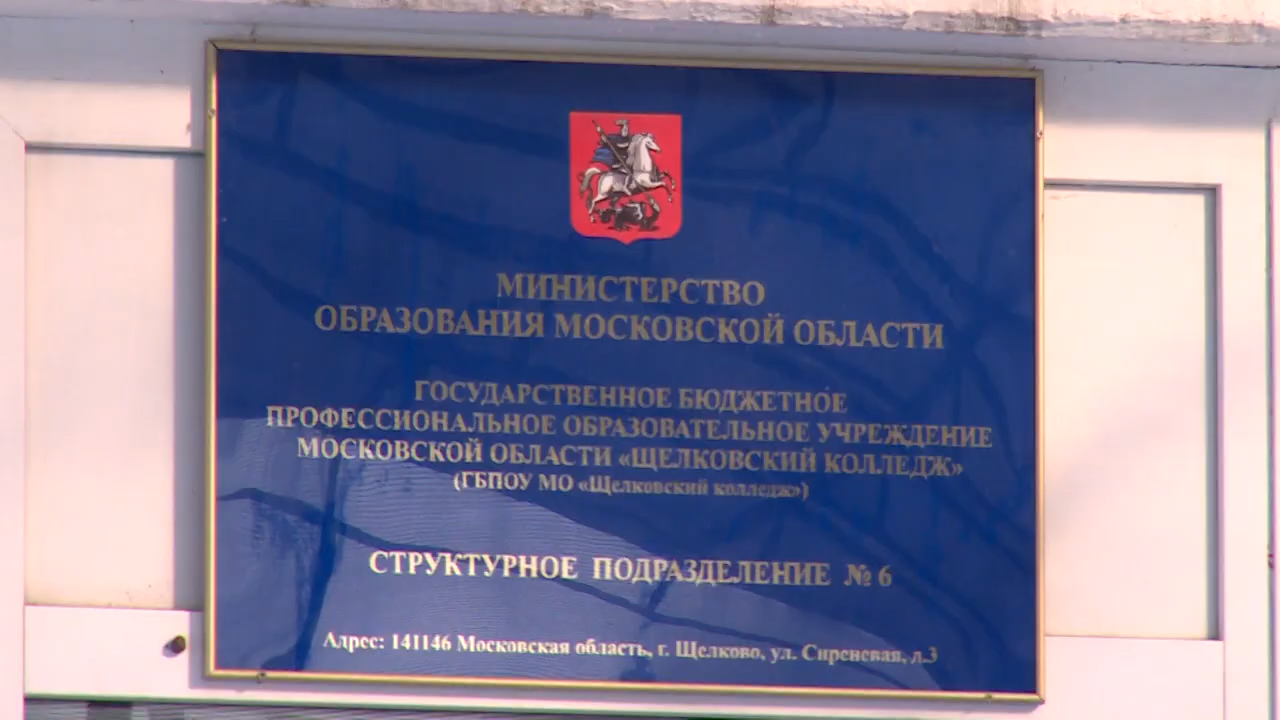 МИНИСТЕРСТВО
ОБРАЗОВАНИЯ МОСКОВСКОЙ ОБЛАСТИ
ГОСУДАРСТВЕННОЕ БЮДЖЕТНОЕ
ПРОФЕССИОНАЛЬНОЕ ОБРАЗОВАТЕЛЬНОЕ УЧРЕЖДЕНИЕ
МОСКОВСКОЙ ОБЛАСТИ «ЩЕЛКОВСКИЙ КОЛЛЕДЖ»
(ГБПОУ МО «Щелковский колледж»)
СТРУКТУРНОЕ ПОДРАЗДЕЛЕНИЕ № 6
Адрес: 141146 Московская область, г. Щелково, ул. Сиреневая, д.3